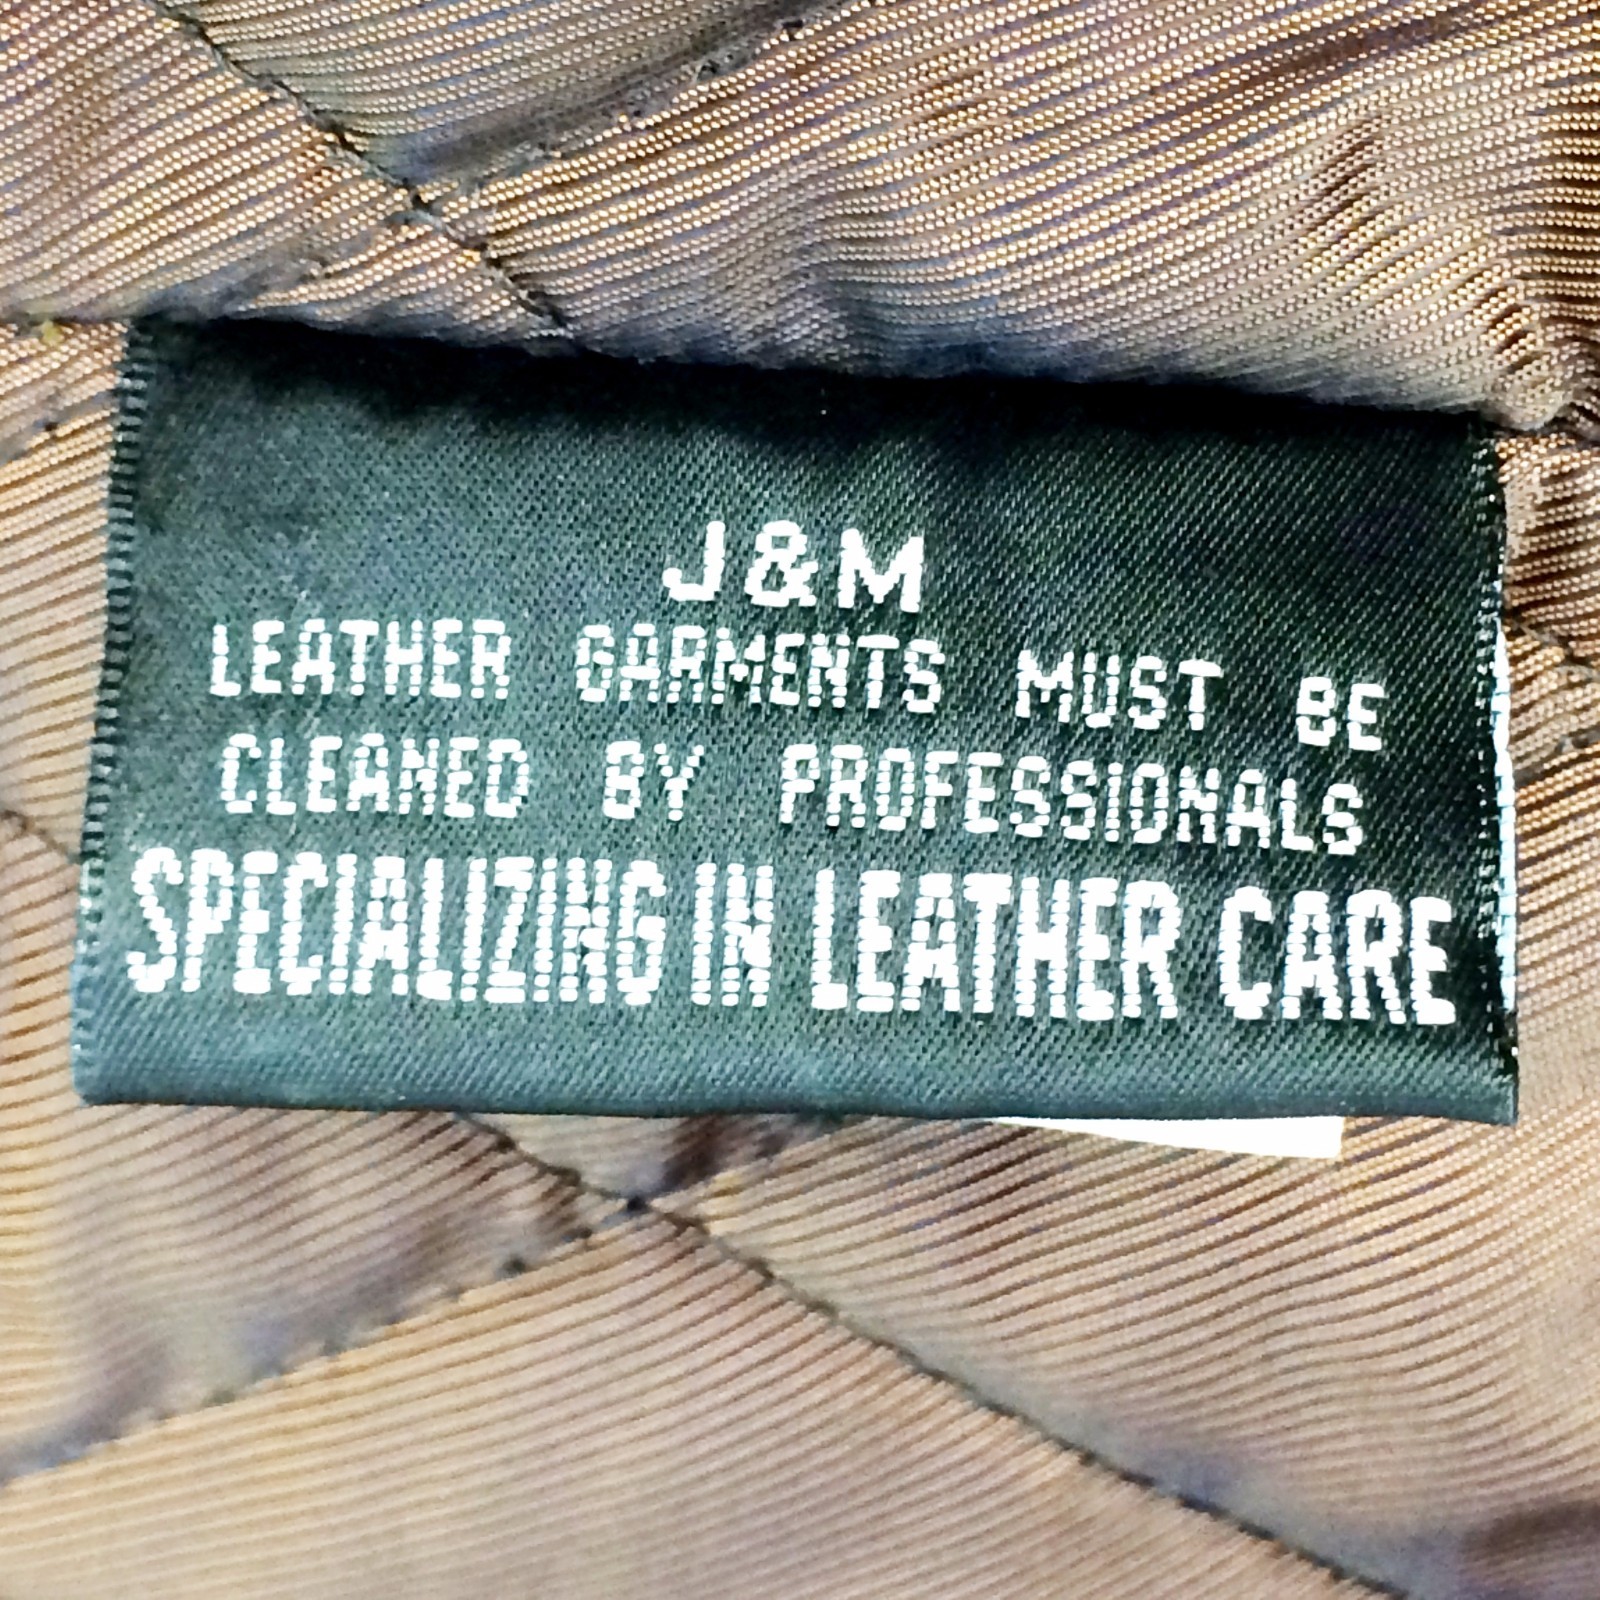 J&M
LEATHER GARMENTS MUST BE
CLEANED BY PROFESSIONALS
SPECIALIZING IN LEATHER CARE